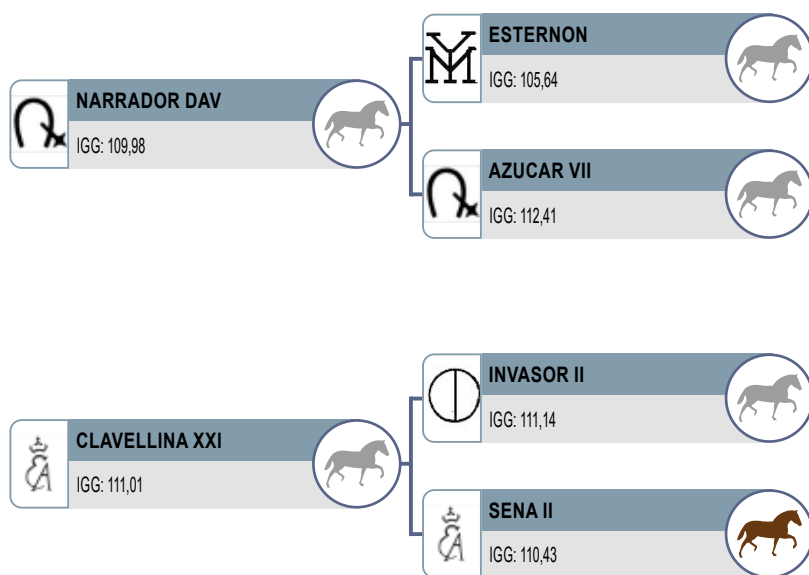 ESTERNON
IGG: 105,64
NARRADOR DAV
IGG: 109,98
AZUCAR VII
IGG: 112,41
INVASOR II
IGG: 111,14
CLAVELLINA XXI
IGG: 111,01
SENA II
IGG: 110,43